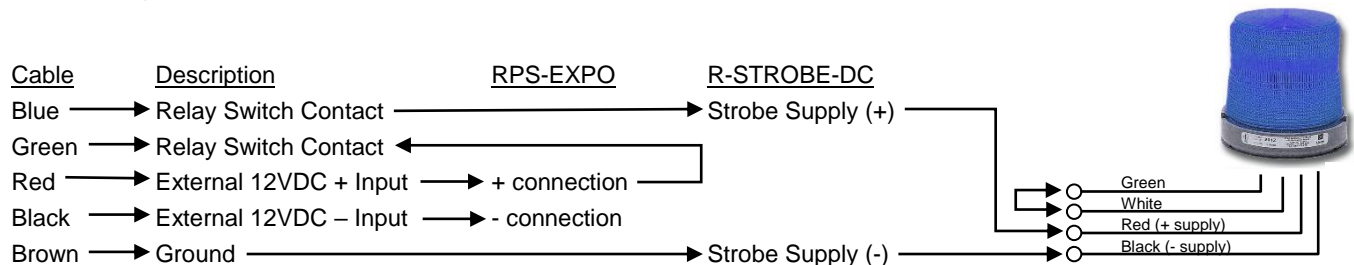 Cable Description RPS-EXPO R-STROBE-DC
Blue Relay Switch Contact Strobe Supply (+)
Green Relay Switch Contact
Red External 12VDC + Input + connection
Black External 12VDC – Input - connection
Brown Ground Strobe Supply (-)
Green
White
Red (+ supply)
Black (- supply)